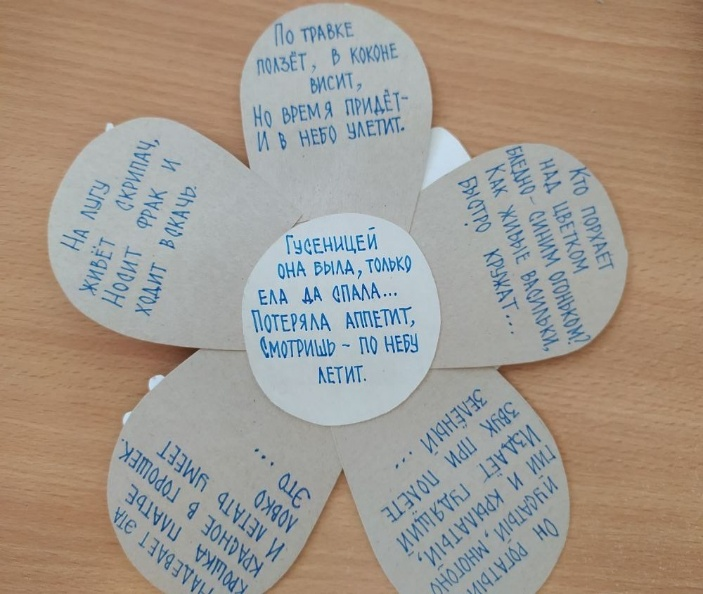 По травке
ползёт, в коконе
висит,
Но время придёт-
И в небо улетит.
Кто порхает
над цветком
бледно-синим огоньком?
Как живые васильки,
быстро кружат...
Он рогатый
и усатый, многоно
гий и крылатый,
Издаёт гудящий
звук при полёте
зелёный ...
Надевает эта
крошка платье
красное в горошек.
И летать умеет
ловко
это ...
На лугу
живёт скрипач,
Носит фрак и
ходит вскачь.
Гусеницей
она была, только
ела да спала...
Потеряла аппетит,
Смотришь - по небу
летит.